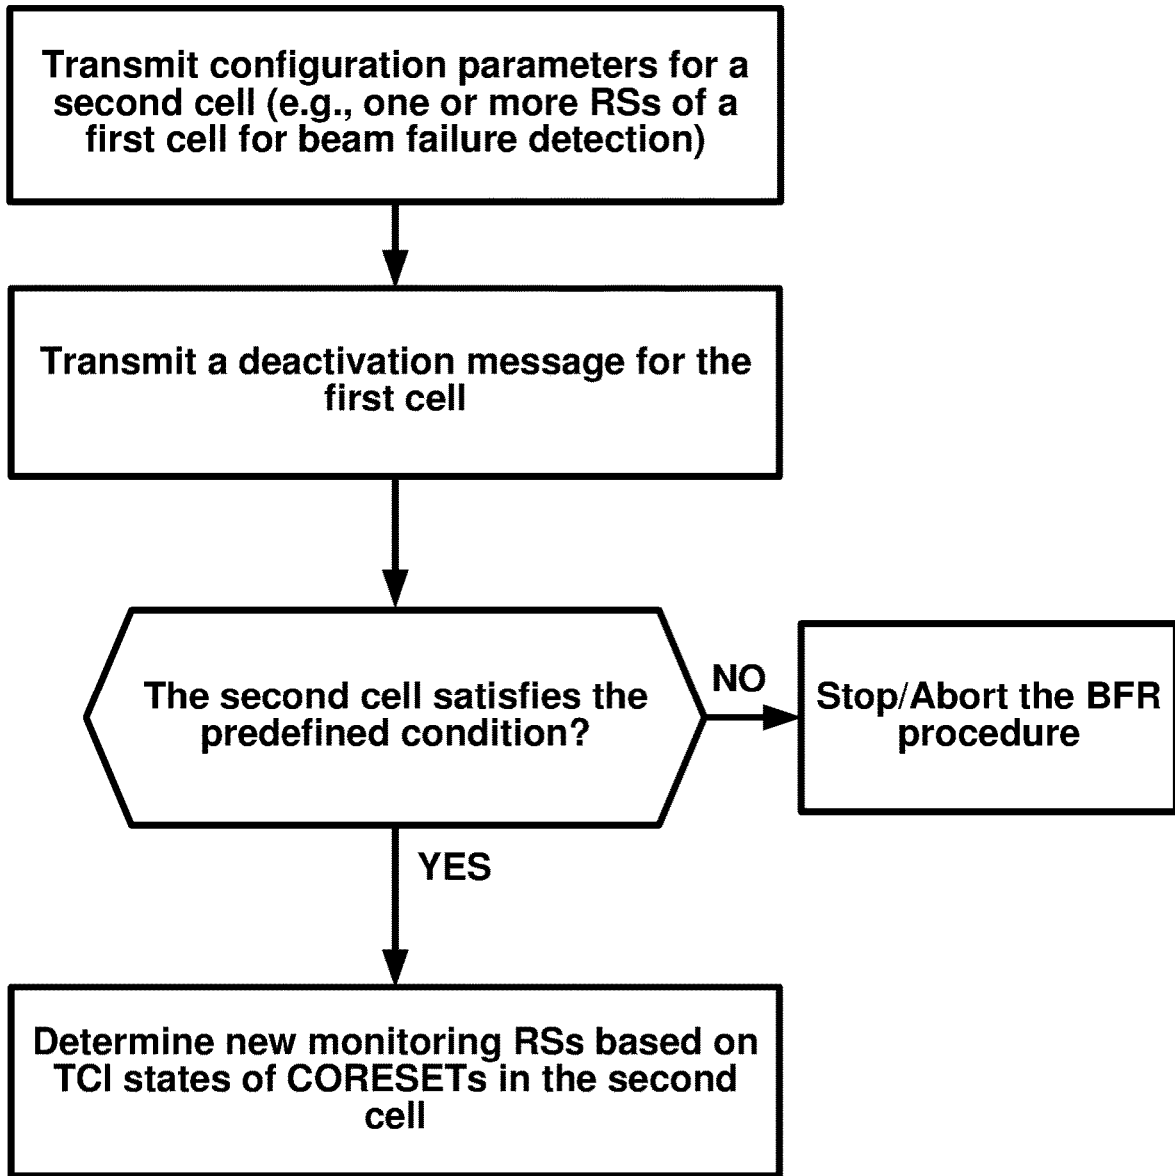 Transmit configuration parameters for a
second cell (e.g., one or more RSs of a
first cell for beam failure detection)
Transmit a deactivation message for the
first cell
The second cell satisfies the
predefined condition?
NO
Stop/Abort the BFR
procedure
YES
Determine new monitoring RSs based on
TCI states of CORESETs in the second
cell